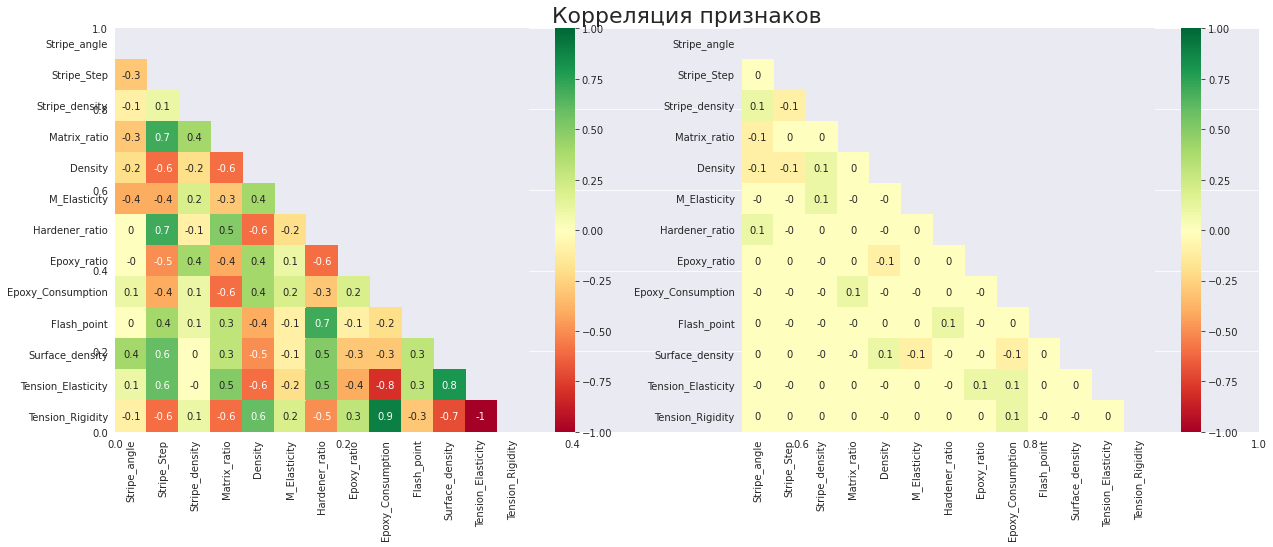 Корреляция признаков
1.0
Stripe_angle
Stripe_Step -0.3
Stripe_density -0.1 0.1
0.8
Matrix_ratio -0.3 0.7 0.4
Density -0.2 -0.6 -0.2 -0.6
0.6
M_Elasticity -0.4 -0.4 0.2 -0.3 0.4
Hardener_ratio 0 0.7 -0.1 0.5 -0.6 -0.2
Epoxy_ratio -0 -0.5 0.4 -0.4 0.4 0.1 -0.6
0.4
Epoxy_Consumption 0.1 -0.4 0.1 -0.6 0.4 0.2 -0.3 0.2
Flash_point 0 0.4 0.1 0.3 -0.4 -0.1 0.7 -0.1 -0.2
0.2
Surface_density 0.4 0.6 0 0.3 -0.5 -0.1 0.5 -0.3 -0.3 0.3
Tension_Elasticity 0.1 0.6 -0 0.5 -0.6 -0.2 0.5 -0.4 -0.8 0.3 0.8
Tension_Rigidity -0.1 -0.6 0.1 -0.6 0.6 0.2 -0.5 0.3 0.9 -0.3 -0.7 -1
0.0
0.0 0.2 0.4
Stripe_angle
Stripe_Step
Stripe_density
Matrix_ratio
Density
M_Elasticity
Hardener_ratio
Epoxy_ratio
Epoxy_Consumption
Flash_point
Surface_density
Tension_Elasticity
Tension_Rigidity
1.00
0.75
0.50
0.25
0.00
−0.25
−0.50
−0.75
−1.00
Stripe_angle
Stripe_Step 0
Stripe_density 0.1 -0.1
Matrix_ratio -0.1 0 0
Density -0.1 -0.1 0.1 0
M_Elasticity -0 -0 0.1 -0 -0
Hardener_ratio 0.1 -0 0 -0 -0 0
Epoxy_ratio 0 0 0 -0 -0.1 -0 0
Epoxy_Consumption -0 -0 -0 0.1 -0 -0 0 -0
Flash_point 0 -0 -0 -0 0 0 0.1 -0 0
Surface_density 0 0 -0 -0 0.1 -0.1 -0 -0 -0.1 0
Tension_Elasticity -0 -0 0 0 0 -0 -0 0.1 0.1 -0 0
Tension_Rigidity 0 0 0 -0 0 -0 0 0 0.1 -0 -0 0
0.6 0.8 1.0
Stripe_angle
Stripe_Step
Stripe_density
Matrix_ratio
Density
M_Elasticity
Hardener_ratio
Epoxy_ratio
Epoxy_Consumption
Flash_point
Surface_density
Tension_Elasticity
Tension_Rigidity
1.00
0.75
0.50
0.25
0.00
−0.25
−0.50
−0.75
−1.00